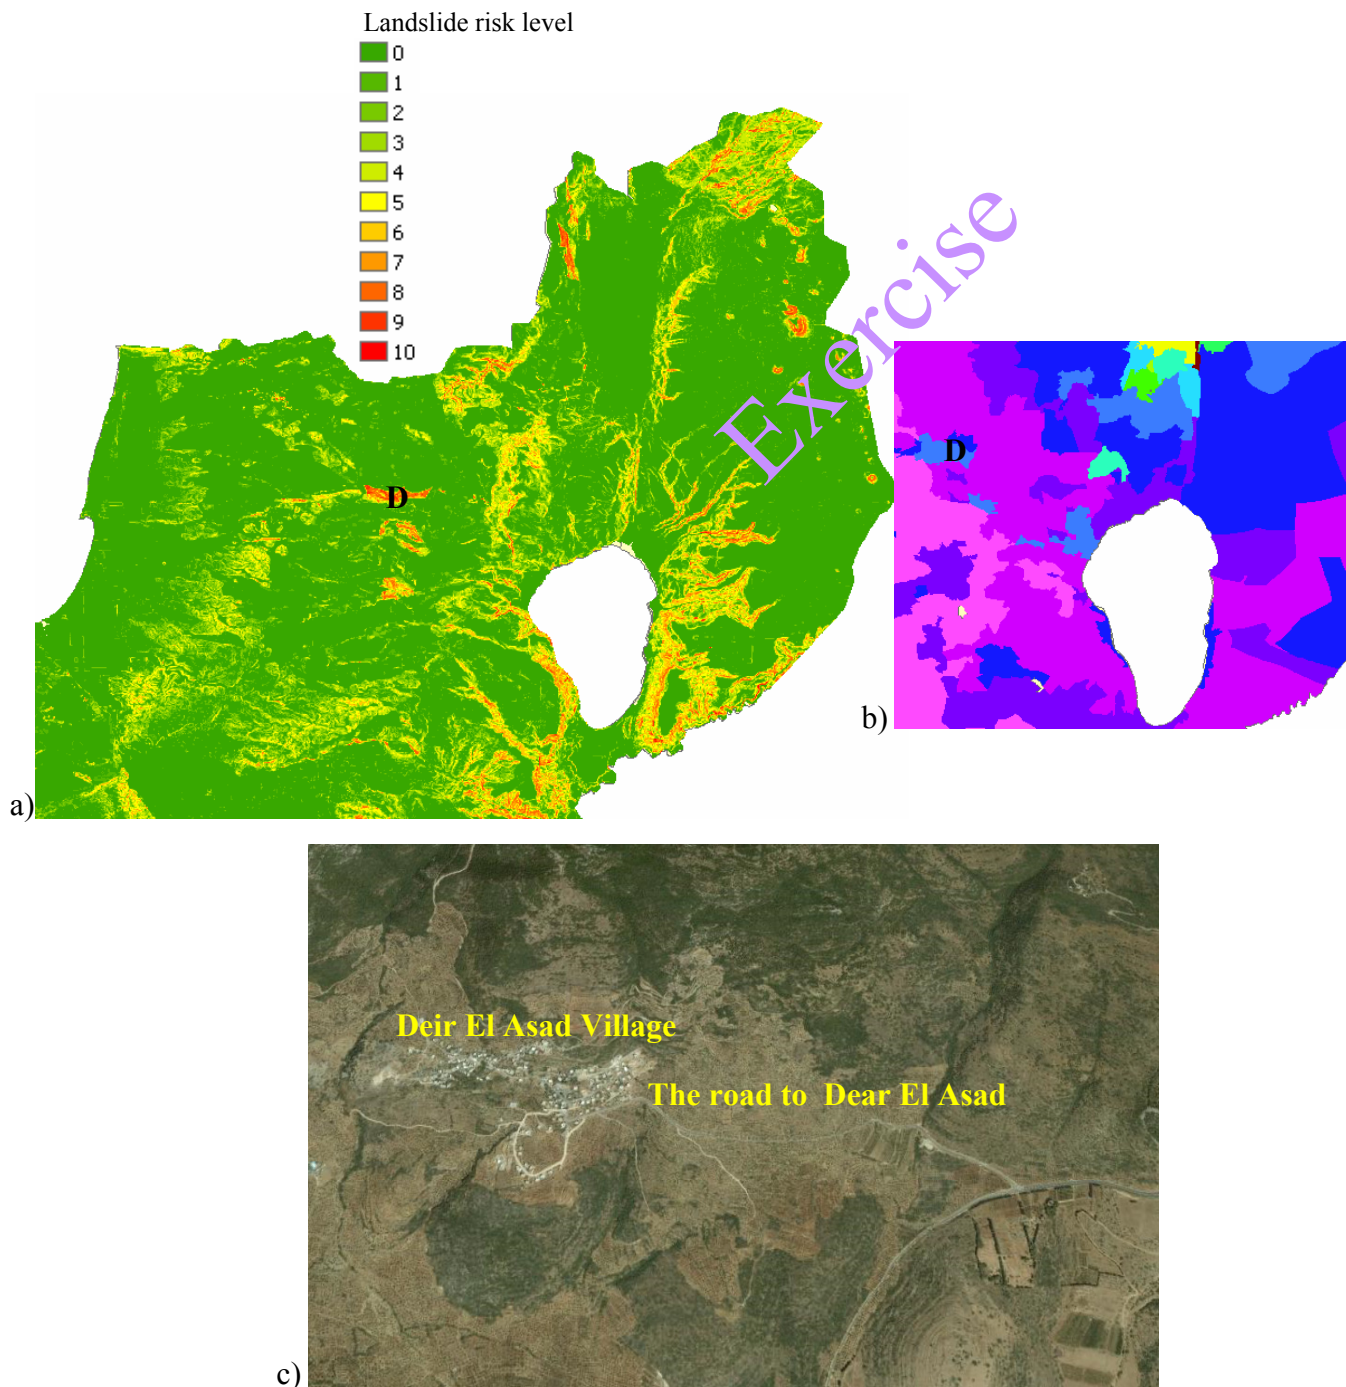 Landslide risk level
0
1
2
3
4
5
6
7
8
9
10
Exercise
D
D
a)
b)
Deir El Asad Village
The road to Dear El Asad
c)